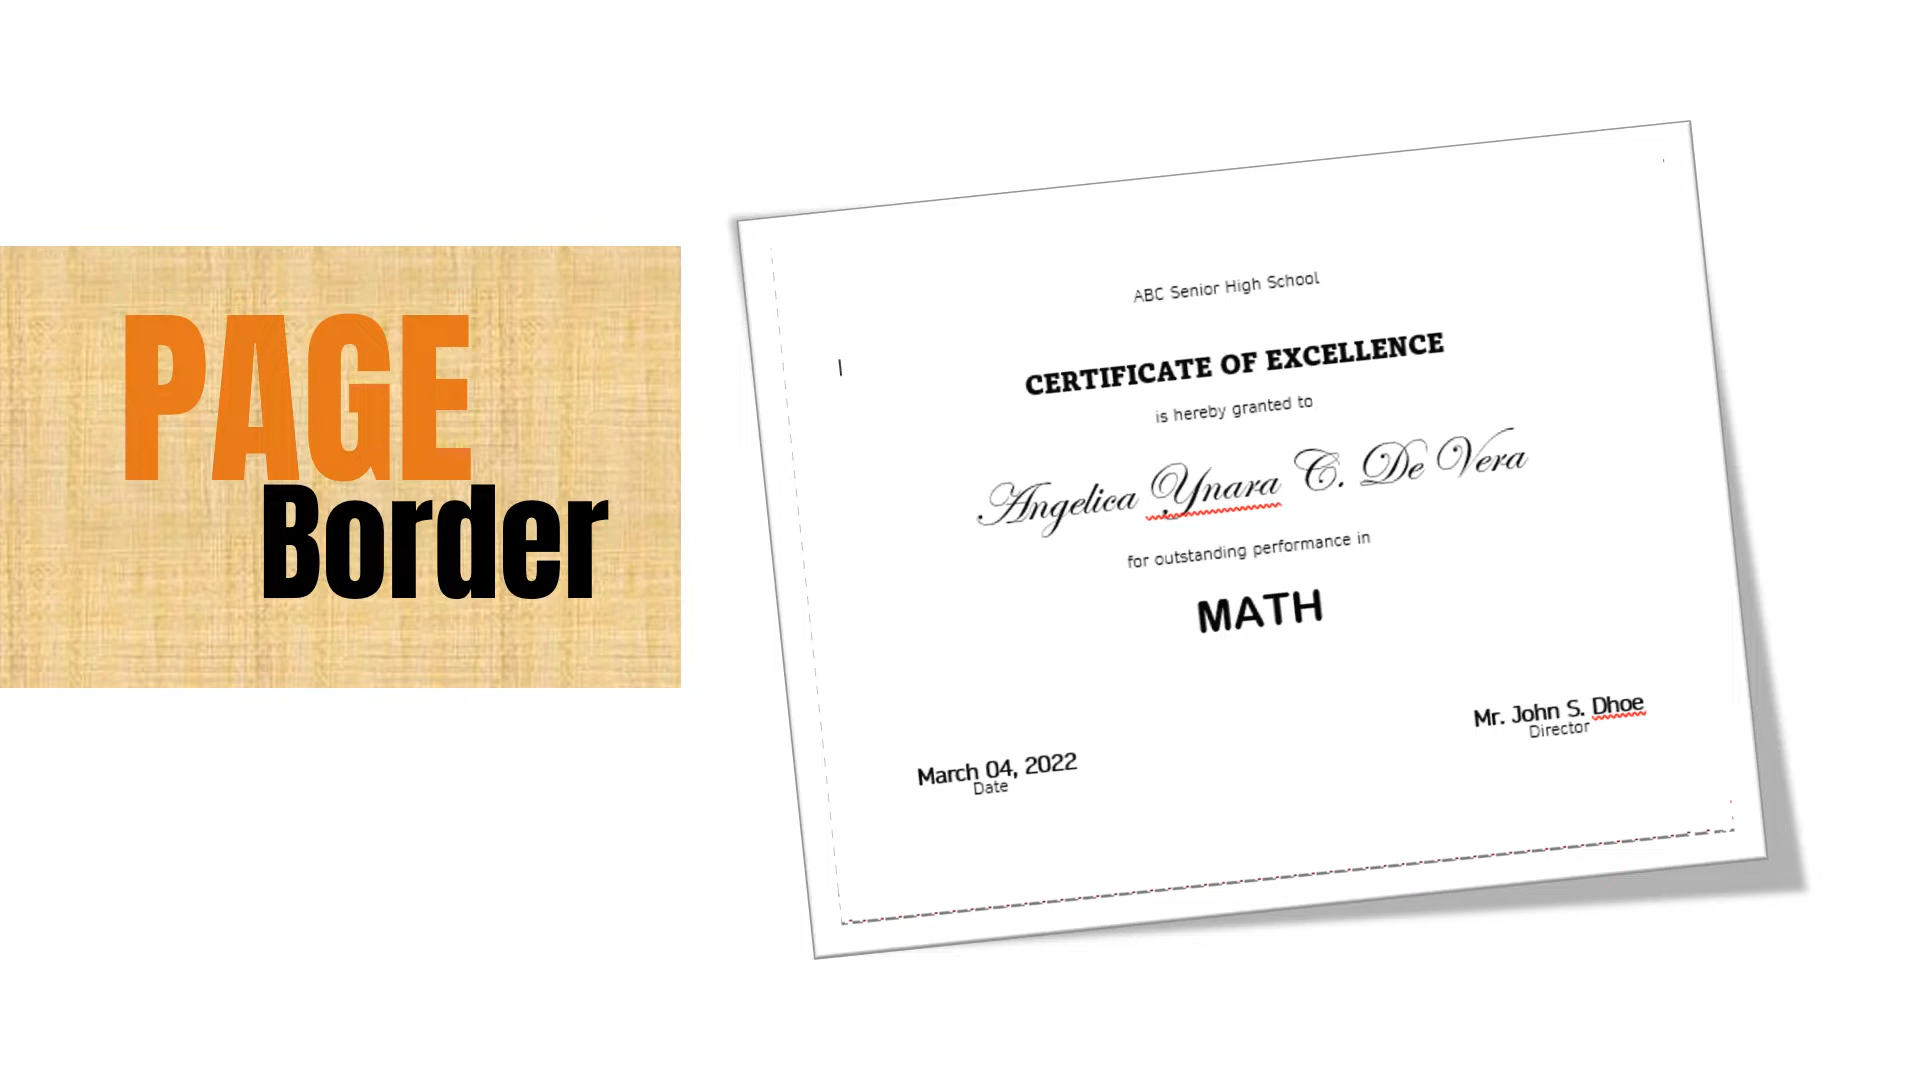 PAGE
Border
ABC Senior High School
CERTIFICATE OF EXCELLENCE
is hereby granted to
Angelica Ynara C. De Vera
for outstanding performance in
MATH
Mr. John S. Dhoe
Director
March 04, 2022
Date